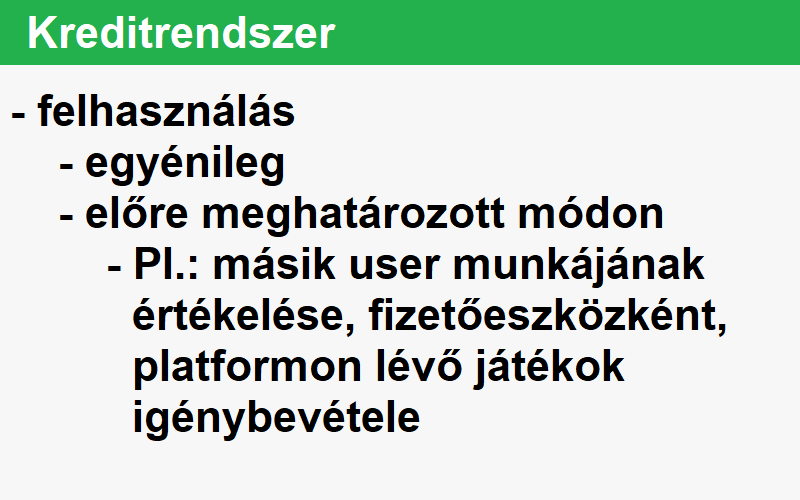 Kreditrendszer
- felhasználás
- egyénileg
- előre meghatározott módon
- Pl.: másik user munkájának
értékelése, fizetőeszközként,
platformon lévő játékok
igénybevétele